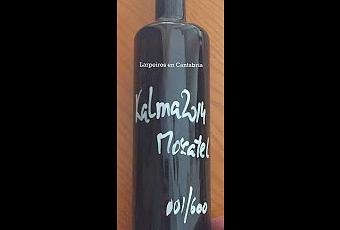 Larpeiros en Cantabria
Kalma2014
Moscatel
001/600